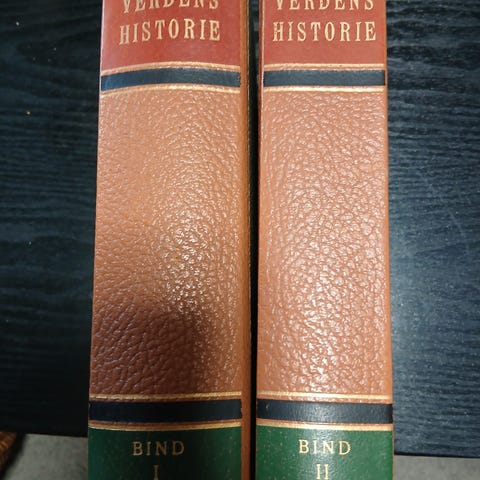 VERDENS
HISTORIE
BIND
I
VERDENS
HISTORIE
BIND
II